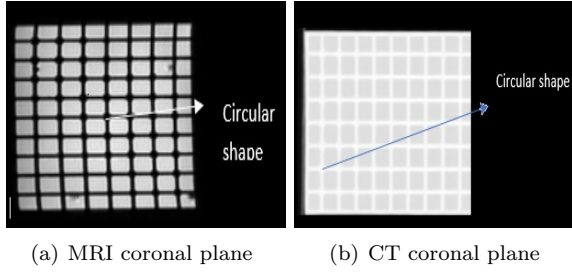 Circular
shape
Circular shape
(a) MRI coronal plane
(b) CT coronal plane